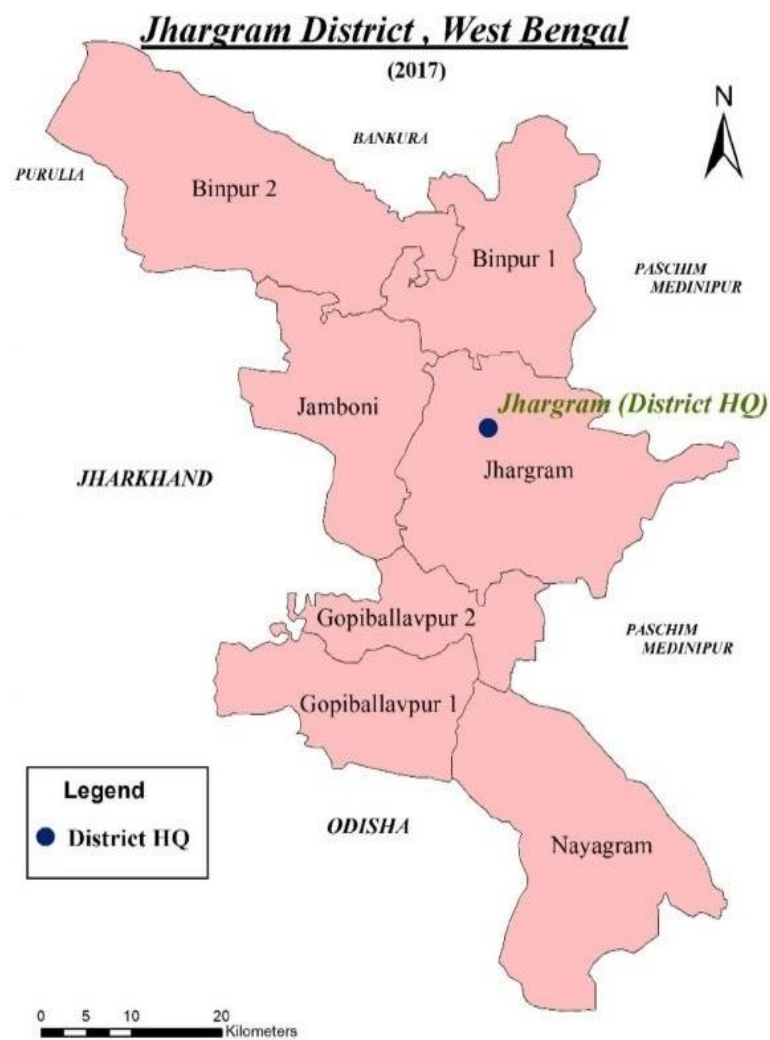 Jhargram District , West Bengal
(2017)
N
BANKURA
PURULIA
Binpur 2
Binpur 1
PASCHIM
MEDINIPUR
Jamboni
Jhargram (District HQ)
Jhargram
JHARKHAND
Gopiballavpur 2
PASCHIM
MEDINIPUR
Gopiballavpur 1
Legend
District HQ
ODISHA
Nayagram
0 5 10 20
Kilometers